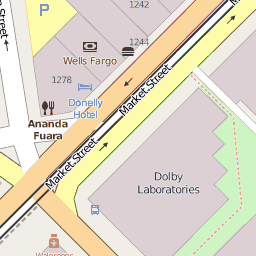 1242
1244
Wells Fargo
1278
Donelly
Hotel
Ananda
Fuara
Market Street
Market Street
Street
Dolby
Laboratories